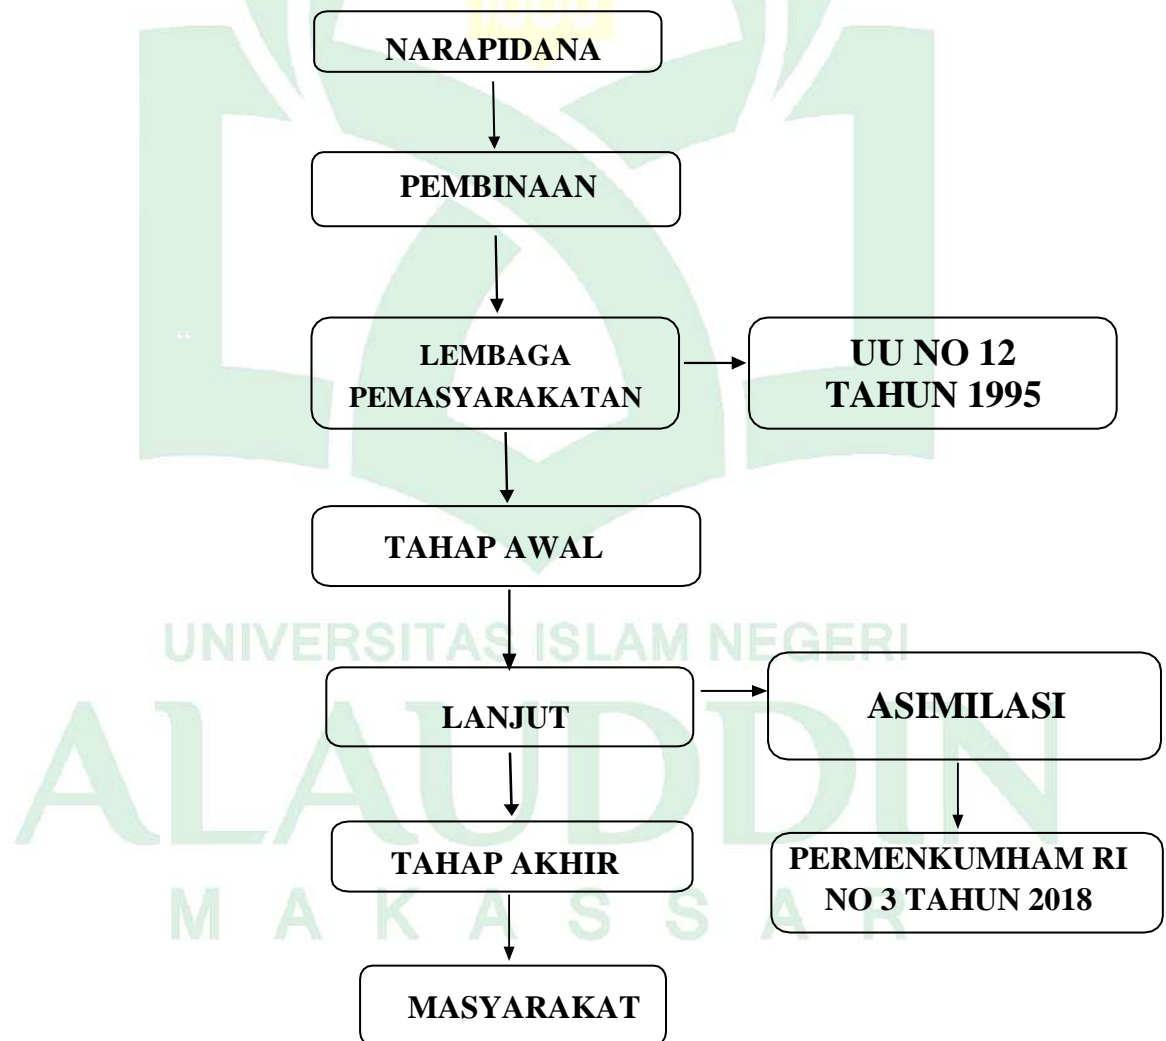 NARAPIDANA
PEMBINAAN
“
LEMBAGA
PEMASYARAKATAN
UU NO 12
TAHUN 1995
TAHAP AWAL
UNIVERSITAS ISLAM NEGERI
LANJUT
ASIMILASI
ALAUDDIN
TAHAP AKHIR
PERMENKUMHAM RI
NO 3 TAHUN 2018
MAKASSAR
MASYARAKAT